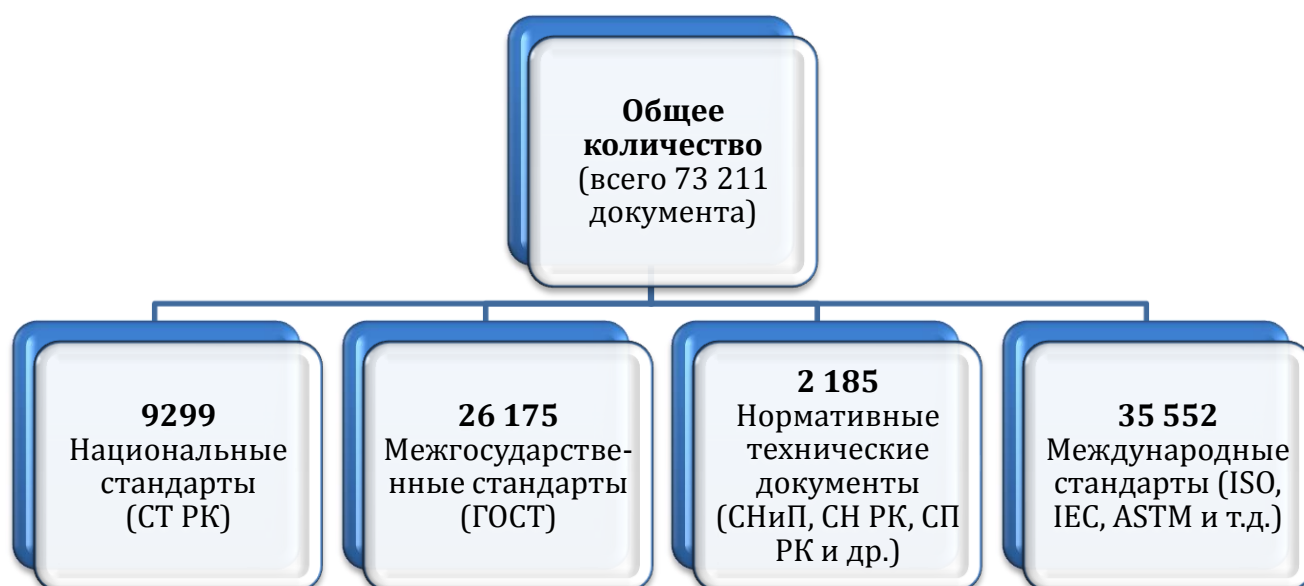 Общее
количество
(всего 73 211
документа)
9299
Национальные
стандарты
(СТ РК)
26 175
Межгосударстве-
нные стандарты
(ГОСТ)
2 185
Нормативные
технические
документы
(СНиП, СН РК, СП
РК и др.)
35 552
Международные
стандарты (ISO,
IEC, ASTM и т.д.)